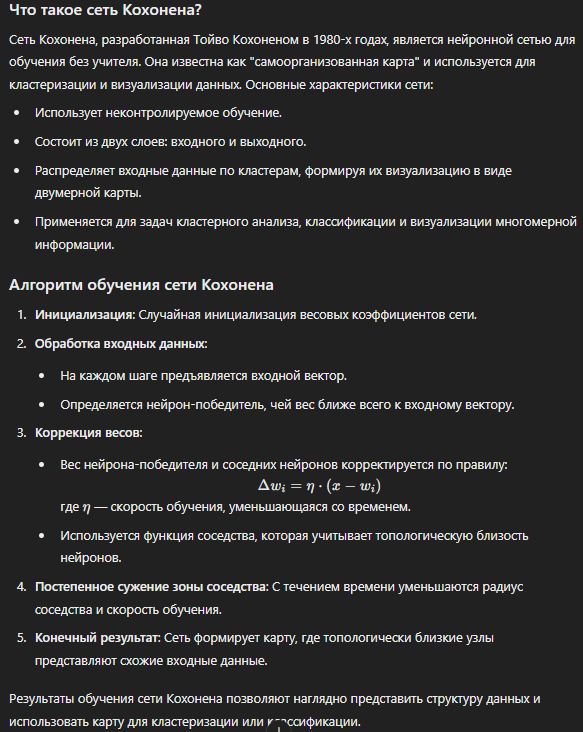 Что такое сеть Кохонена?
Сеть Кохонена, разработанная Тойво Кохоненом в 1980-х годах, является нейронной сетью для
обучения без учителя. Она известна как "самоорганизованная карта" и используется для
кластеризации и визуализации данных. Основные характеристики сети:
• Использует неконтролируемое обучение.
• Состоит из двух слоев: входного и выходного.
• Распределяет входные данные по кластерам, формируя их визуализацию в виде
двумерной карты.
• Применяется для задач кластерного анализа, классификации и визуализации многомерной
информации.
Алгоритм обучения сети Кохонена
1. Инициализация: Случайная инициализация весовых коэффициентов сети.
2. Обработка входных данных:
• На каждом шаге предъявляется входной вектор.
• Определяется нейрон-победитель, чей вес ближе всего к входному вектору.
3. Коррекция весов:
• Вес нейрона-победителя и соседних нейронов корректируется по правилу:
Δwᵢ = η · (x − wᵢ)
где η — скорость обучения, уменьшающаяся со временем.
• Используется функция соседства, которая учитывает топологическую близость
нейронов.
4. Постепенное сужение зоны соседства: С течением времени уменьшаются радиус
соседства и скорость обучения.
5. Конечный результат: Сеть формирует карту, где топологически близкие узлы
представляют схожие входные данные.
Результаты обучения сети Кохонена позволяют наглядно представить структуру данных и
использовать карту для кластеризации или классификации.